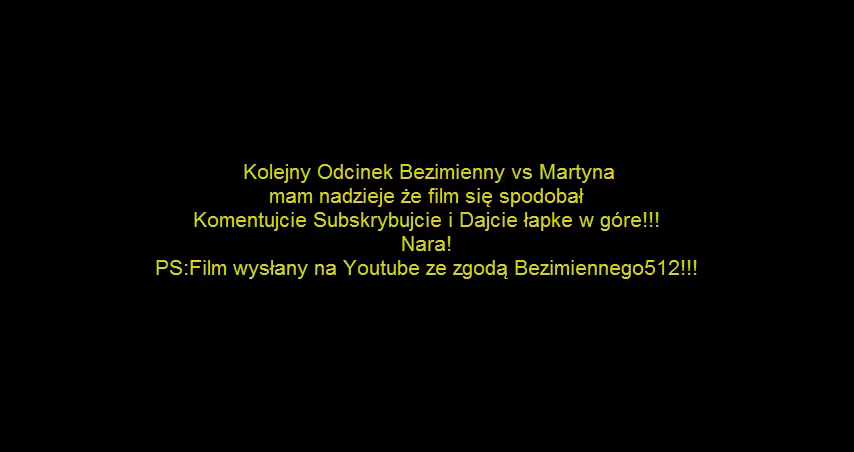 Kolejny Odcinek Bezimienny vs Martyna
mam nadzieje że film się spodobał
Komentujcie Subskrybujcie i Dajcie łapke w góre!!!
Nara!
PS:Film wysłany na Youtube ze zgodą Bezimiennego512!!!